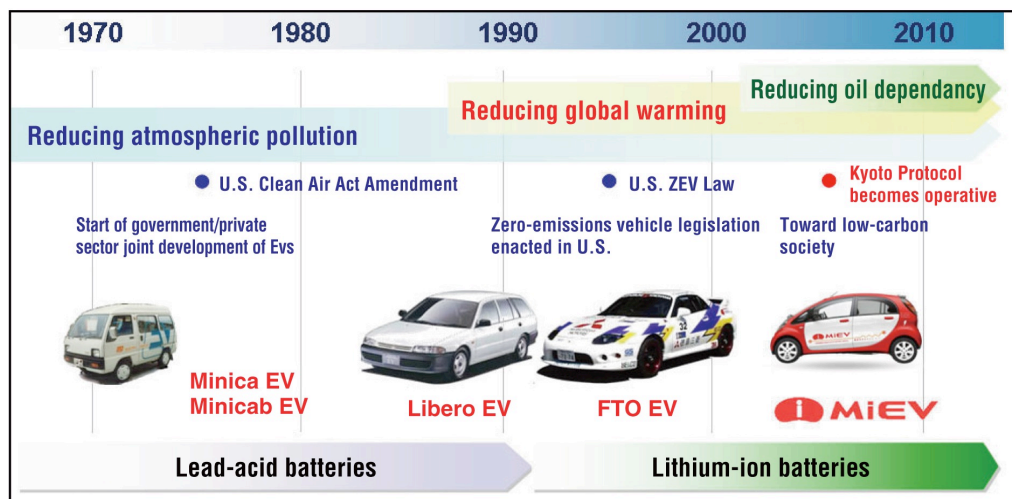 1970 1980 1990 2000 2010
Reducing oil dependancy
Reducing global warming
Reducing atmospheric pollution
U.S. Clean Air Act Amendment
U.S. ZEV Law
Kyoto Protocol
becomes operative
Start of government/private
sector joint development of Evs
Zero-emissions vehicle legislation
enacted in U.S.
Toward low-carbon
society
32
MiEV
Minica EV
Minicab EV
Libero EV
FTO EV
i MiEV
Lead-acid batteries
Lithium-ion batteries